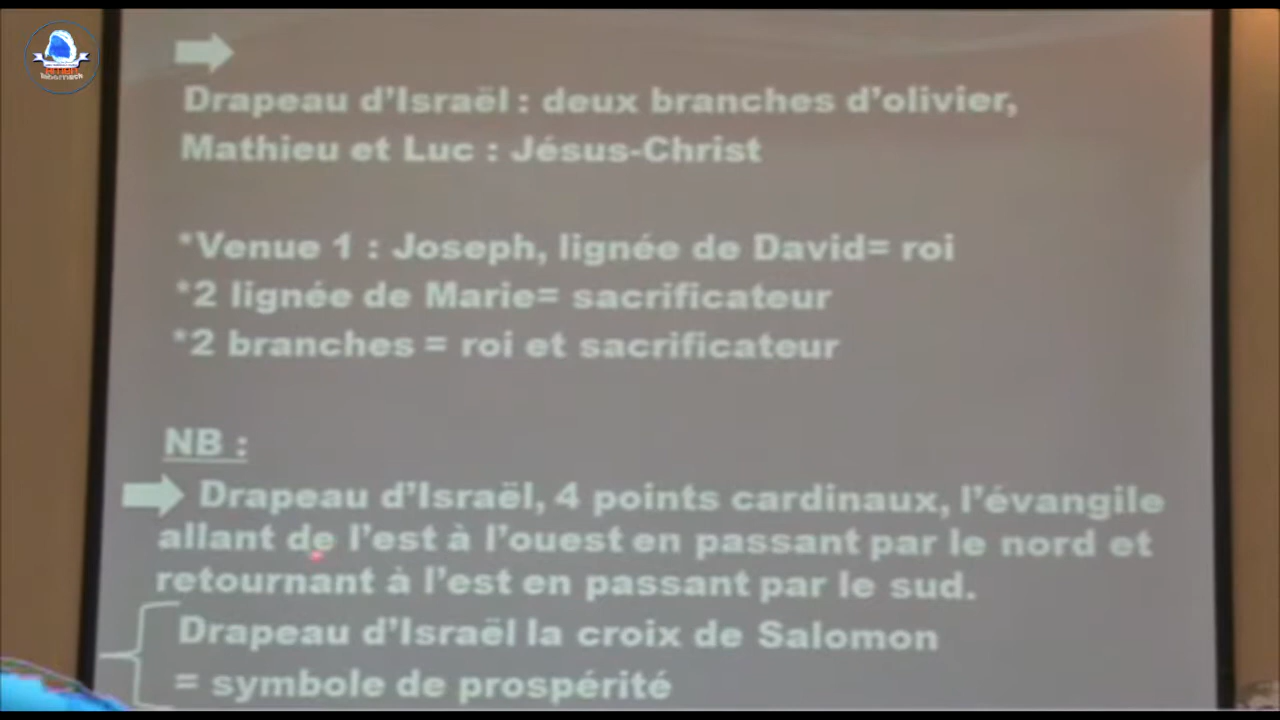 Drapeau d'Israël : deux branches d'olivier,
Mathieu et Luc : Jésus-Christ
*Venue 1 : Joseph, lignée de David= roi
*2 lignée de Marie= sacrificateur
*2 branches = roi et sacrificateur
NB :
Drapeau d'Israël, 4 points cardinaux, l'évangile
allant de l'est à l'ouest en passant par le nord et
retournant à l'est en passant par le sud.
Drapeau d'Israël la croix de Salomon
= symbole de prospérité